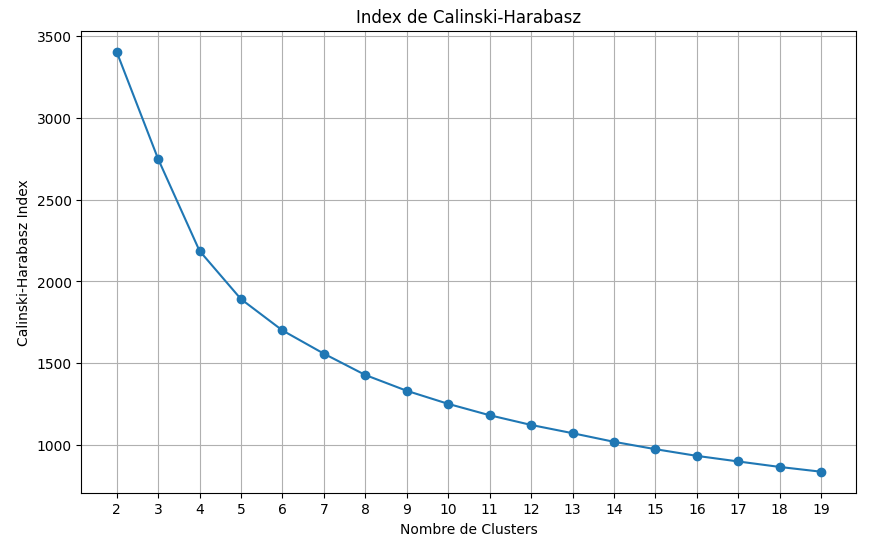 Index de Calinski-Harabasz
3500
3000
2500
2000
1500
1000
Calinski-Harabasz Index
2 3 4 5 6 7 8 9 10 11 12 13 14 15 16 17 18 19
Nombre de Clusters